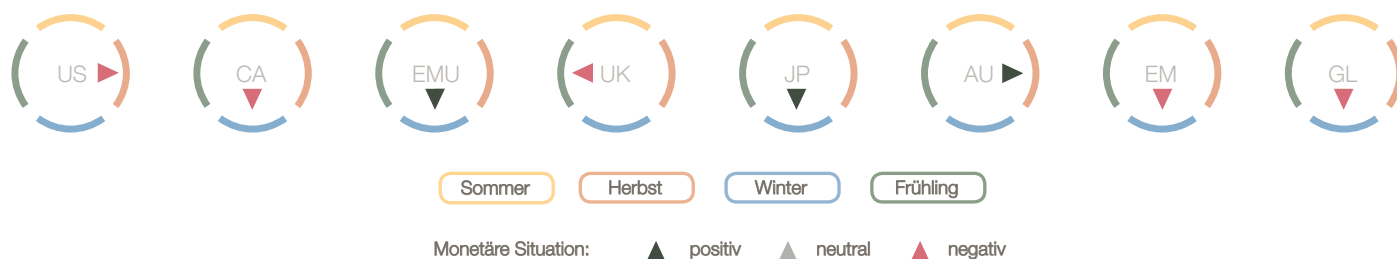 US CA EMU UK JP AU EM GL
Sommer Herbst Winter Frühling
Monetäre Situation: positiv neutral negativ